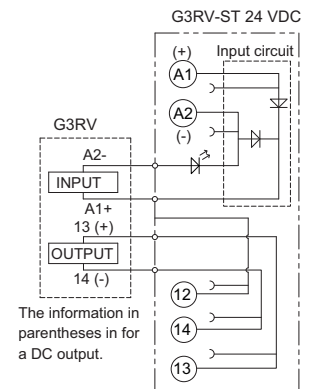 G3RV-ST 24 VDC
(+)
Input circuit
A1
A2
(-)
G3RV
A2-
INPUT
A1+
13 (+)
OUTPUT
14 (-)
12
14
13
The information in
parentheses in for
a DC output.